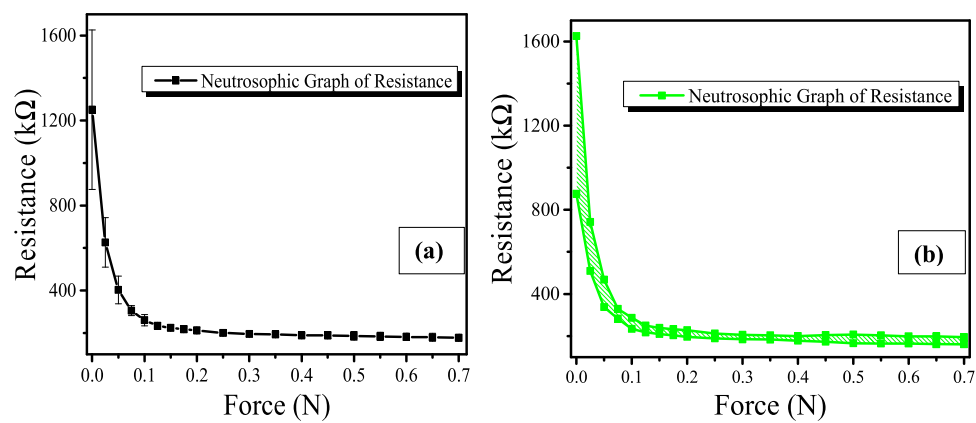 1600
1200
800
400
Resistance (kΩ)
Neutrosophic Graph of Resistance
(a)
0.0 0.1 0.2 0.3 0.4 0.5 0.6 0.7
Force (N)
1600
1200
800
400
Resistance (kΩ)
Neutrosophic Graph of Resistance
(b)
0.0 0.1 0.2 0.3 0.4 0.5 0.6 0.7
Force (N)